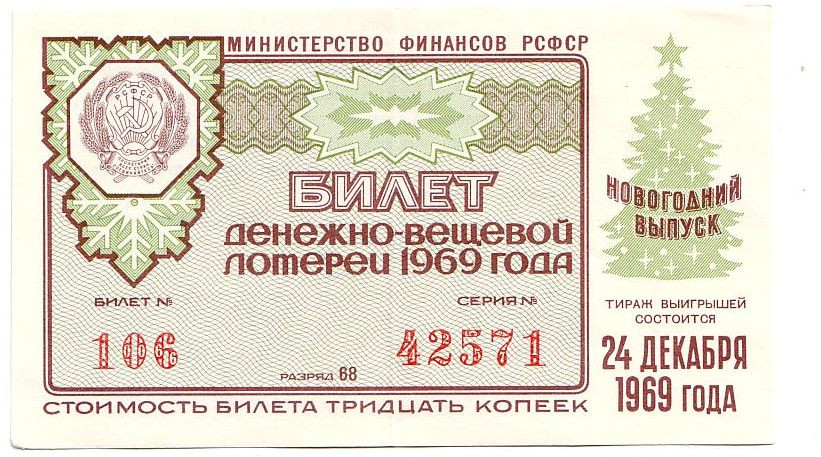 МИНИСТЕРСТВО ФИНАНСОВ РСФСР
РСФСР
БИЛЕТ
ДЕНЕЖНО-ВЕЩЕВОЙ
ЛОТЕРЕИ 1969 ГОДА
БИЛЕТ №
СЕРИЯ №
106
42571
РАЗРЯД 68
СТОИМОСТЬ БИЛЕТА ТРИДЦАТЬ КОПЕЕК
НОВОГОДНИЙ
ВЫПУСК
ТИРАЖ ВЫИГРЫШЕЙ
СОСТОИТСЯ
24 ДЕКАБРЯ
1969 ГОДА